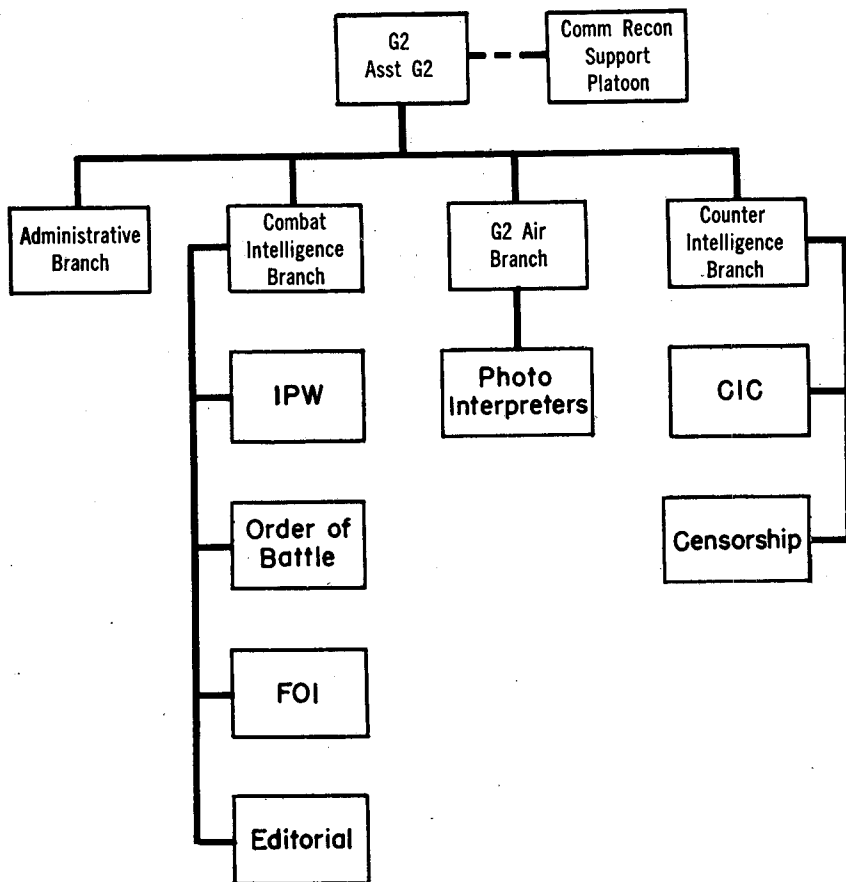 G2
Asst G2
Comm Recon
Support
Platoon
Administrative
Branch
Combat
Intelligence
Branch
G2 Air
Branch
Counter
Intelligence
Branch
IPW
Photo
Interpreters
CIC
Order of
Battle
Censorship
FOI
Editorial